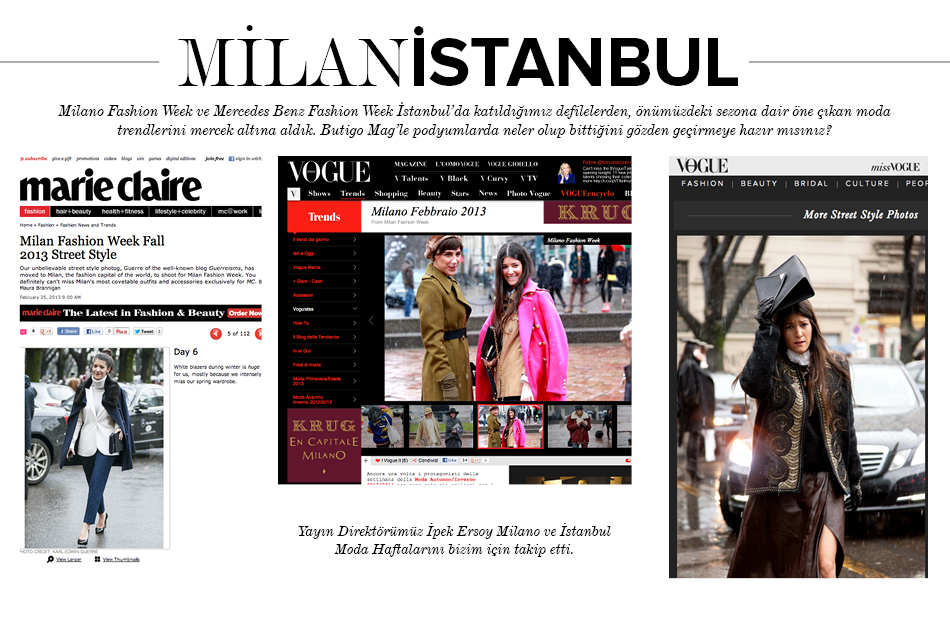 MİLANİSTANBUL
Milano Fashion Week ve Mercedes Benz Fashion Week İstanbul'da katıldığımız defilelerden, önümüzdeki sezona dair öne çıkan moda
trendlerini mercek altına aldık. Butigo Mag'le podyumlarda neler olup bittiğini gözden geçirmeye hazır mısınız?
subscribe give a gift promotions videos blogs win games digital editions join free sign in with
marie claire
fashion hair+beauty health+fitness lifestyle+celebrity mc@work
Home » Fashion » Fashion News and Trends
Milan Fashion Week Fall
2013 Street Style
Our unbelievable street style photog, Guerre of the well-known blog Guerreisms, has
moved to Milan, the fashion capital of the world, to shoot for Milan Fashion Week. You
definitely can't miss Milan's most covetable outfits and accessories exclusively for MC.
Maura Brannigan
February 25, 2013 9:00 AM
marie claire The Latest in Fashion & Beauty Order Now
4 Share Like Pinit Tweet 3 5 of 112
Day 6
White blazers during winter is huge
for us, mostly because we intensely
miss our spring wardrobe.
PHOTO CREDIT: KARL-EDWIN GUERRE
View Larger View Thumbnails
VOGUE MAGAZINE L'UOMO VOGUE VOGUE GIOIELLO
V Talents V Black V Curvy V TV
V Shows Trends Shopping Beauty Stars News Photo Vogue VOGUEencyclo
Trends
Milano Febbraio 2013
From Milan Fashion Week
KRUG
Milano Fashion Week
Il trend del giorno
Ieri e Oggi
Vogue Mania
+ Glam - Cash
Accessori
Voguista
How To
Il Blog delle Tendenze
In or Out
Free di moda
Moda Primavera/Estate
2013
Moda Autunno
Inverno 2012/2013
KRUG
EN CAPITALE
MILANO
I Vogue It (6) Condividi Like 34
Ancora una volta i protagonisti della
settimana della Moda Autunno/Inverno
VOGUE missVOGUE
FASHION | BEAUTY | BRIDAL | CULTURE |
More Street Style Photos
Yayın Direktörümüz İpek Ersoy Milano ve İstanbul
Moda Haftalarını bizim için takip etti.